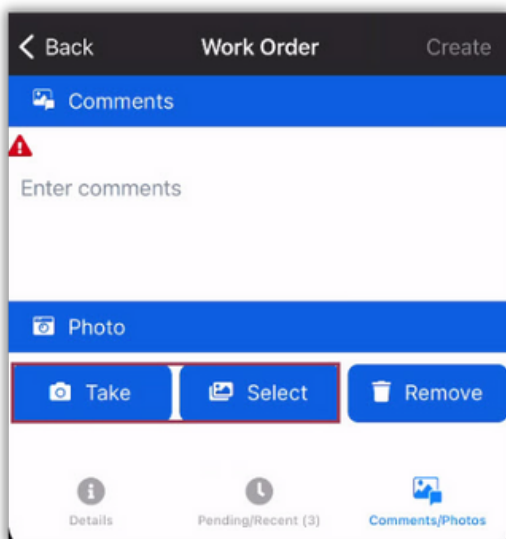 Back Work Order Create
Comments
Enter comments
Photo
Take Select Remove
Details Pending/Recent (3) Comments/Photos